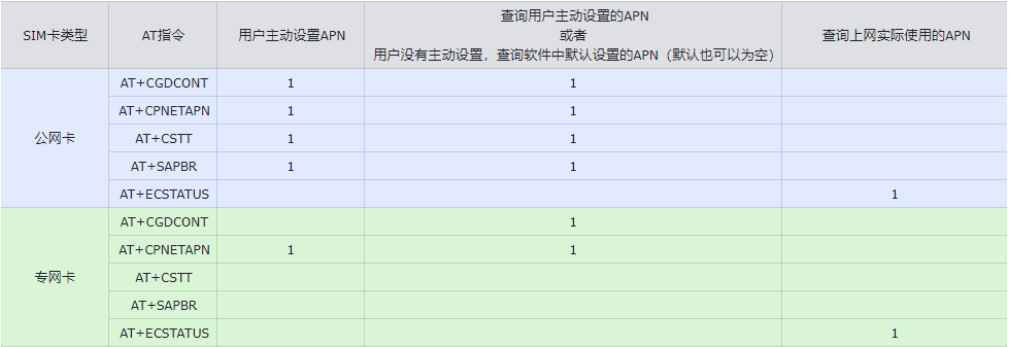 SIM卡类型 AT指令 用户主动设置APN 查询用户主动设置的APN 查询上网实际使用的APN
或者
用户没有主动设置，查询软件中默认设置的APN（默认也可以为空）
公网卡
AT+CGDCONT 1 1
AT+CPNETAPN 1 1
AT+CSTT 1 1
AT+SAPBR 1 1
AT+ECSTATUS 1
专网卡
AT+CGDCONT 1
AT+CPNETAPN 1 1
AT+CSTT
AT+SAPBR
AT+ECSTATUS 1